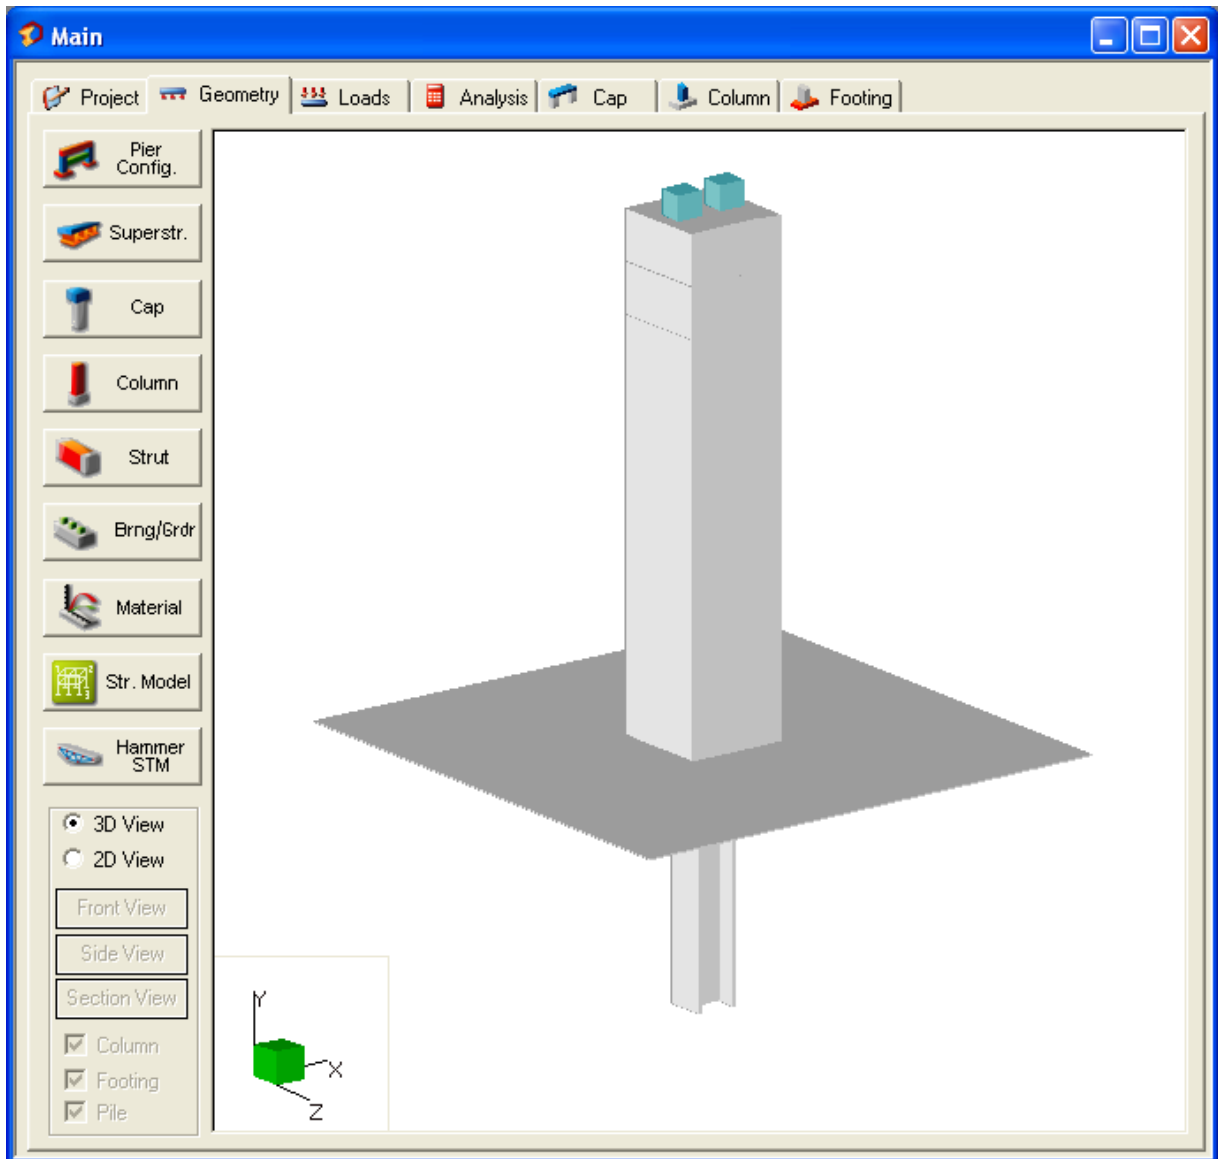 Main
Project Geometry Loads Analysis Cap Column Footing
Pier
Config.
Superstr.
Cap
Column
Strut
Brng/Grdr
Material
Str. Model
Hammer
STM
3D View
2D View
Front View
Side View
Section View
Column
Footing
Pile
Y
X
Z